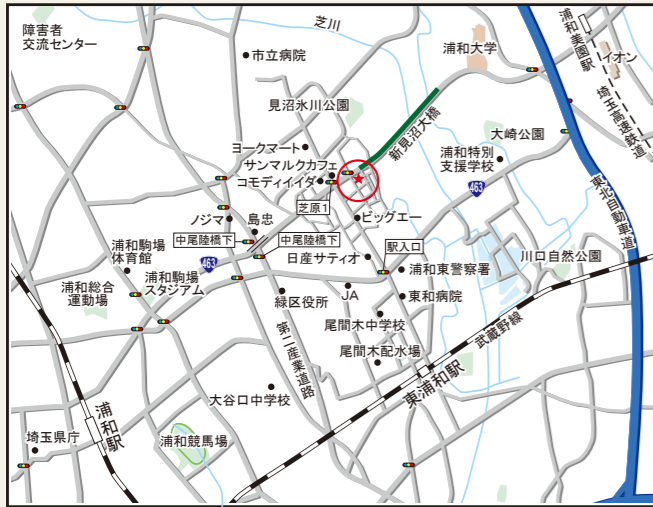 障害者
交流センター
芝川
市立病院
浦和大学
浦和美園駅
イオン
埼玉高速鉄道
見沼氷川公園
新見沼大橋
大崎公園
ヨークマート
サンマルクカフェ
コモディイイダ
浦和特別
支援学校
463
東北自動車道
芝原1
ノジマ
島忠
ビッグエー
中尾陸橋下
中尾陸橋下
駅入口
浦和駒場
体育館
463
日産サティオ
川口自然公園
浦和東警察署
浦和総合
運動場
浦和駒場
スタジアム
緑区役所
JA
東和病院
尾間木中学校
武蔵野線
第二産業道路
尾間木配水場
東浦和駅
大谷口中学校
浦和駅
埼玉県庁
浦和競馬場